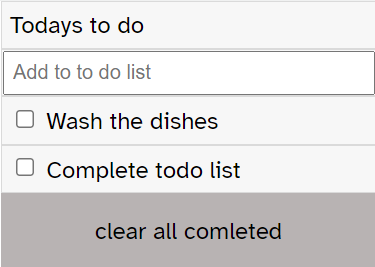 Todays to do
Add to to do list
Wash the dishes
Complete todo list
clear all comleted